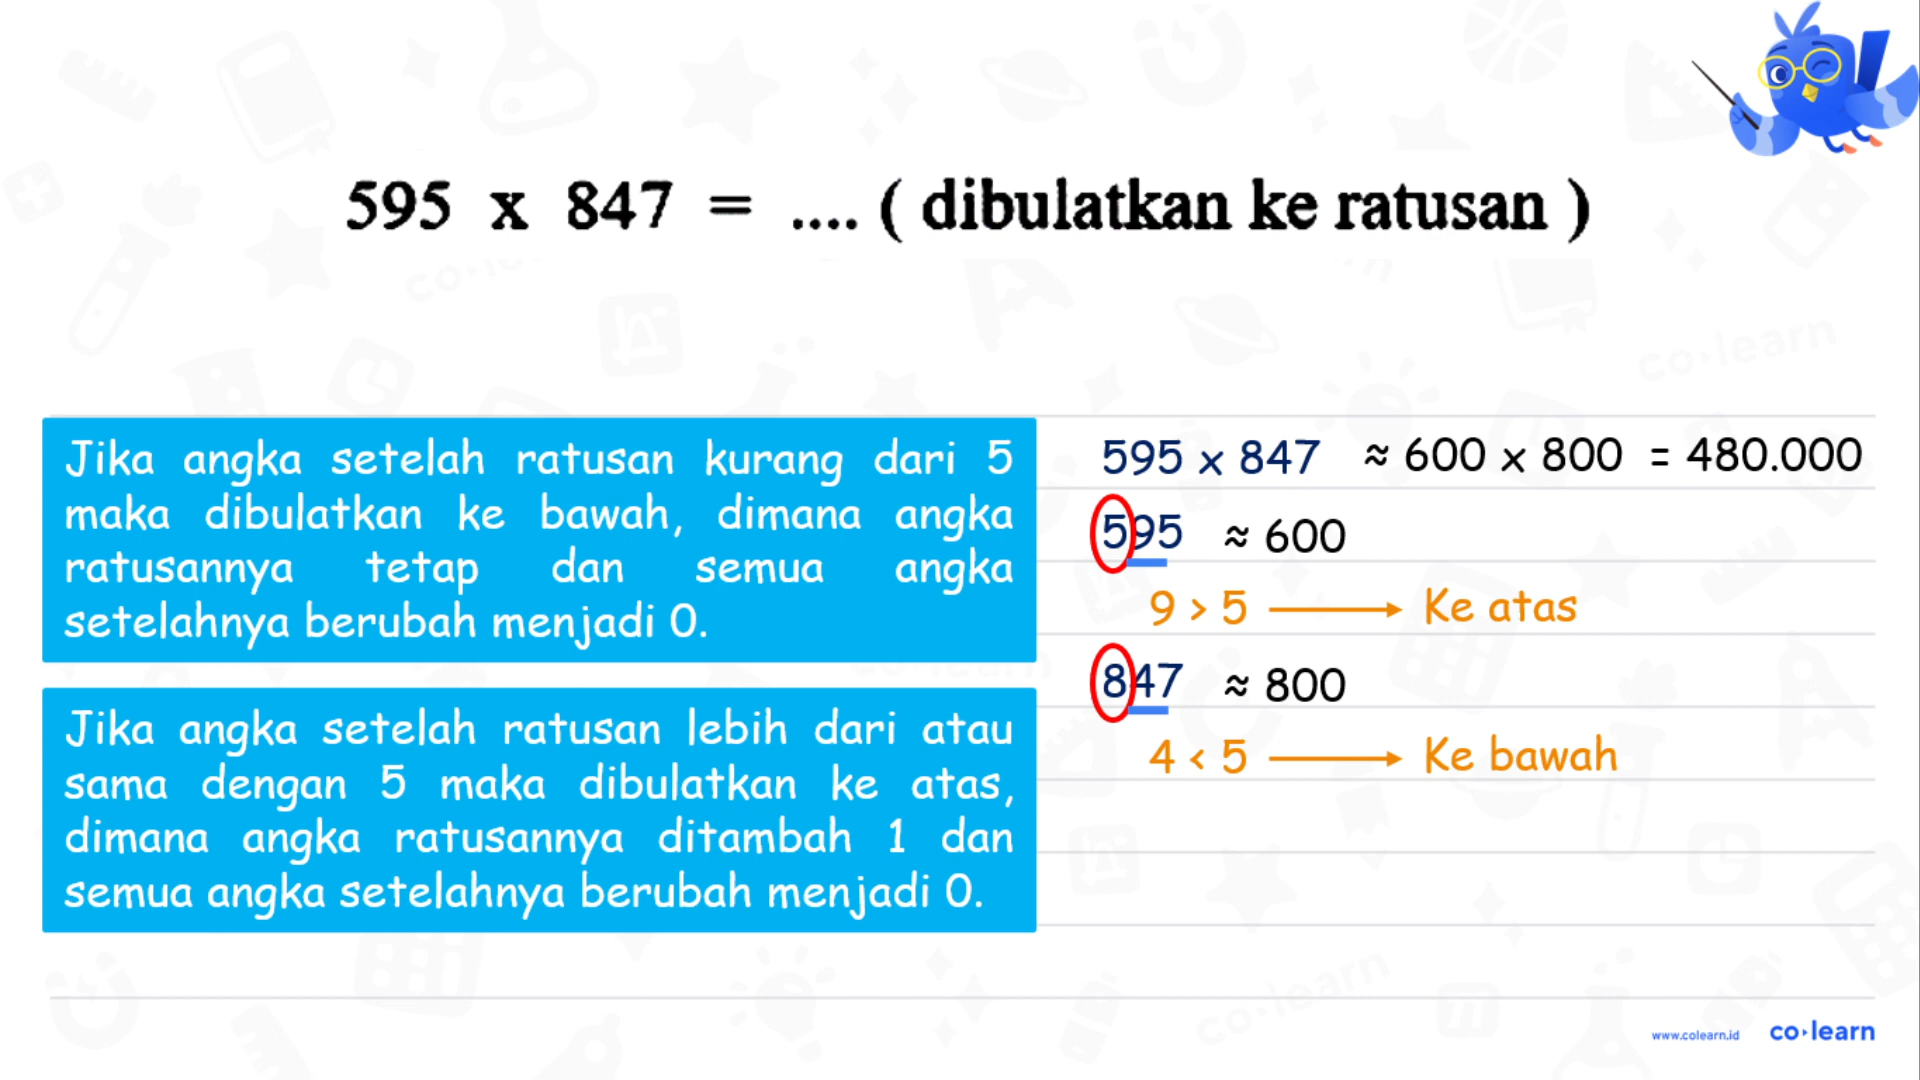 595 x 847 = .... ( dibulatkan ke ratusan )
Jika angka setelah ratusan kurang dari 5
maka dibulatkan ke bawah, dimana angka
ratusannya tetap dan semua angka
setelahnya berubah menjadi 0.
Jika angka setelah ratusan lebih dari atau
sama dengan 5 maka dibulatkan ke atas,
dimana angka ratusannya ditambah 1 dan
semua angka setelahnya berubah menjadi 0.
595 x 847 ≈ 600 x 800 = 480.000
595 ≈ 600
9 > 5 → Ke atas
847 ≈ 800
4 < 5 → Ke bawah
www.colearn.id co·learn